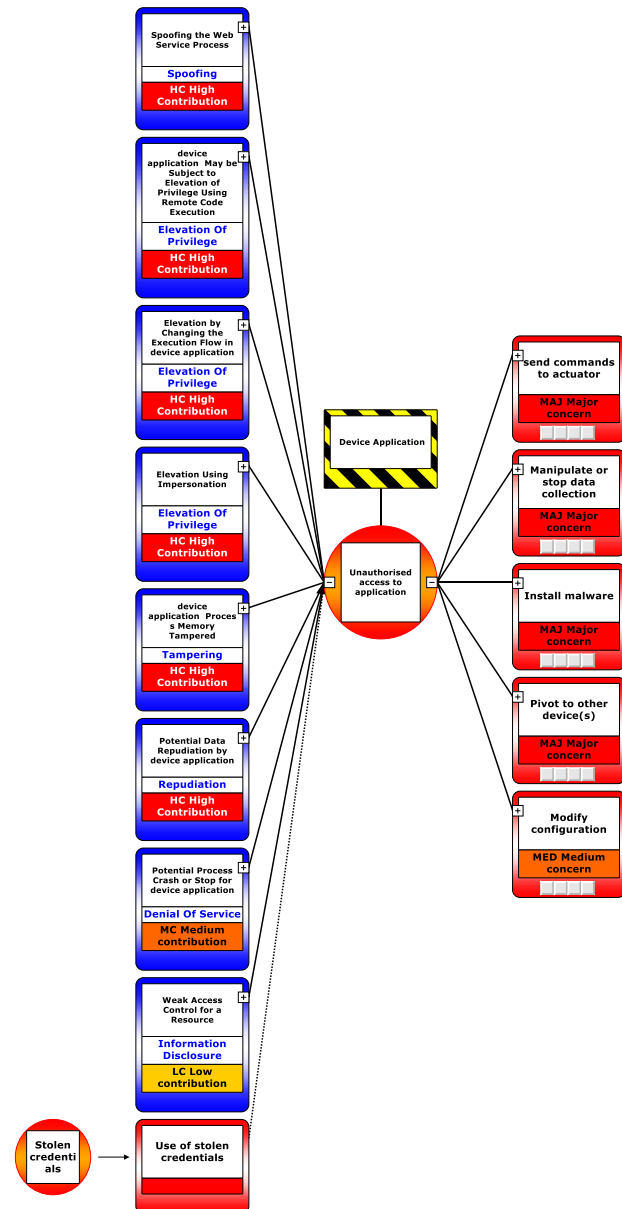 Spoofing the Web
Service Process
Spoofing
HC High
Contribution
device
application May be
Subject to
Elevation of
Privilege Using
Remote Code
Execution
Elevation Of
Privilege
HC High
Contribution
Elevation by
Changing the
Execution Flow in
device application
Elevation Of
Privilege
HC High
Contribution
Elevation Using
Impersonation
Elevation Of
Privilege
HC High
Contribution
device
application Proces
s Memory
Tampered
Tampering
HC High
Contribution
Potential Data
Repudiation by
device application
Repudiation
HC High
Contribution
Potential Process
Crash or Stop for
device application
Denial Of Service
MC Medium
contribution
Weak Access
Control for a
Resource
Information
Disclosure
LC Low
contribution
Stolen
credenti
als
Use of stolen
credentials
Device Application
Unauthorised
access to
application
send commands
to actuator
MAJ Major
concern
Manipulate or
stop data
collection
MAJ Major
concern
Install malware
MAJ Major
concern
Pivot to other
device(s)
MAJ Major
concern
Modify
configuration
MED Medium
concern